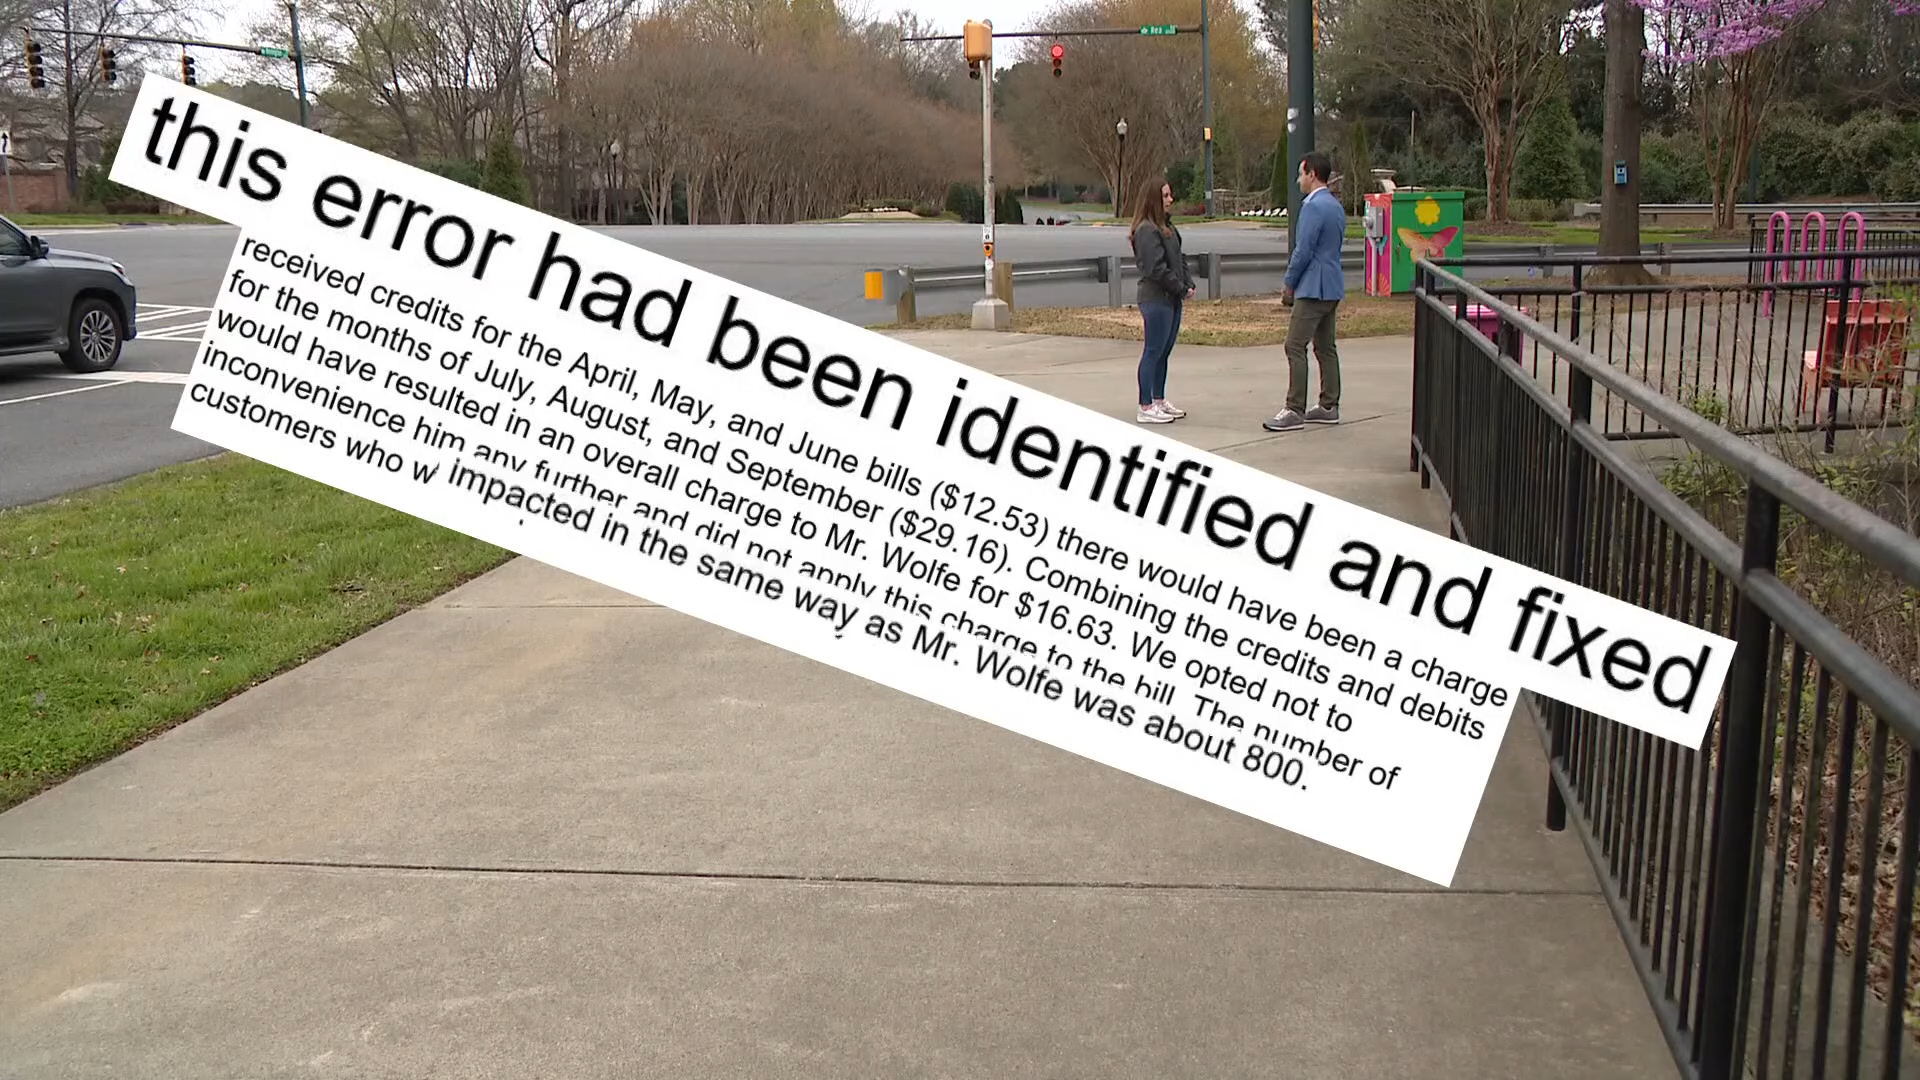 Rea
this error had been identified and fixed
received credits for the April, May, and June bills ($12.53) there would have been a charge
for the months of July, August, and September ($29.16). Combining the credits and debits
would have resulted in an overall charge to Mr. Wolfe for $16.63. We opted not to
inconvenience him any further and did not apply this charge to the bill. The number of
customers who w
impacted in the same way as Mr. Wolfe was about 800.